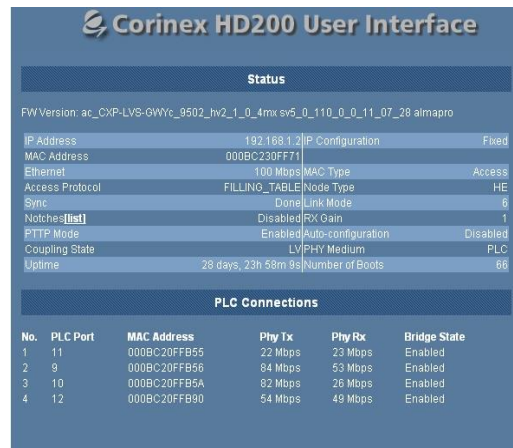 Corinex HD200 User Interface
Status
FW Version: ac_CXP-LVS-GWYc_9502_hv2_1_0_4mx sv5_0_110_0_0_11_07_28 almapro
IP Address 192.168.1.2 IP Configuration Fixed
MAC Address 000BC230FF71
Ethernet 100 Mbps MAC Type Access
Access Protocol FILLING_TABLE Node Type HE
Sync Done Link Mode 6
Notches[list] Disabled RX Gain 1
PTTP Mode Enabled Auto-configuration Disabled
Coupling State LV PHY Medium PLC
Uptime 28 days, 23h 58m 9s Number of Boots 66
PLC Connections
No. PLC Port MAC Address Phy Tx Phy Rx Bridge State
1 11 000BC20FFB55 22 Mbps 23 Mbps Enabled
2 9 000BC20FFB56 84 Mbps 53 Mbps Enabled
3 10 000BC20FFB5A 82 Mbps 26 Mbps Enabled
4 12 000BC20FFB90 54 Mbps 49 Mbps Enabled